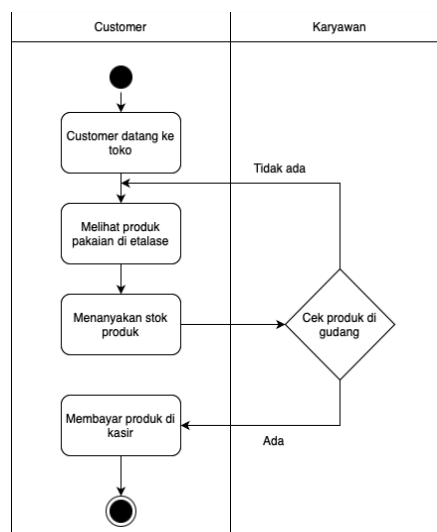 Customer
Karyawan
Customer datang ke
toko
Tidak ada
Melihat produk
pakaian di etalase
Menanyakan stok
produk
Cek produk di
gudang
Membayar produk di
kasir
Ada